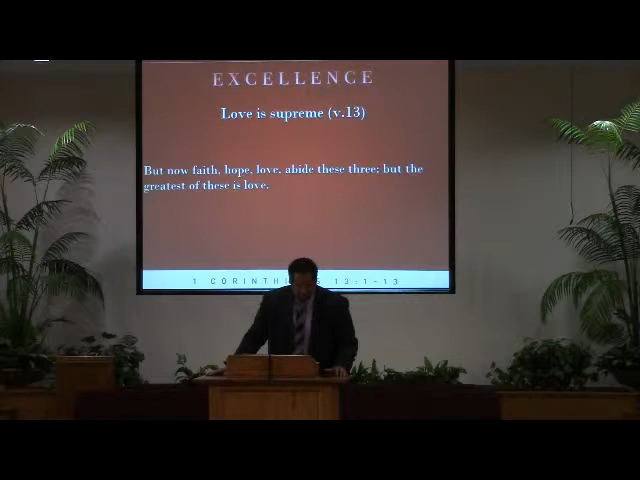 EXCELLENCE
Love is supreme (v.13)
But now faith, hope, love, abide these three; but the
greatest of these is love.
1 CORINTHI S 13:1-13